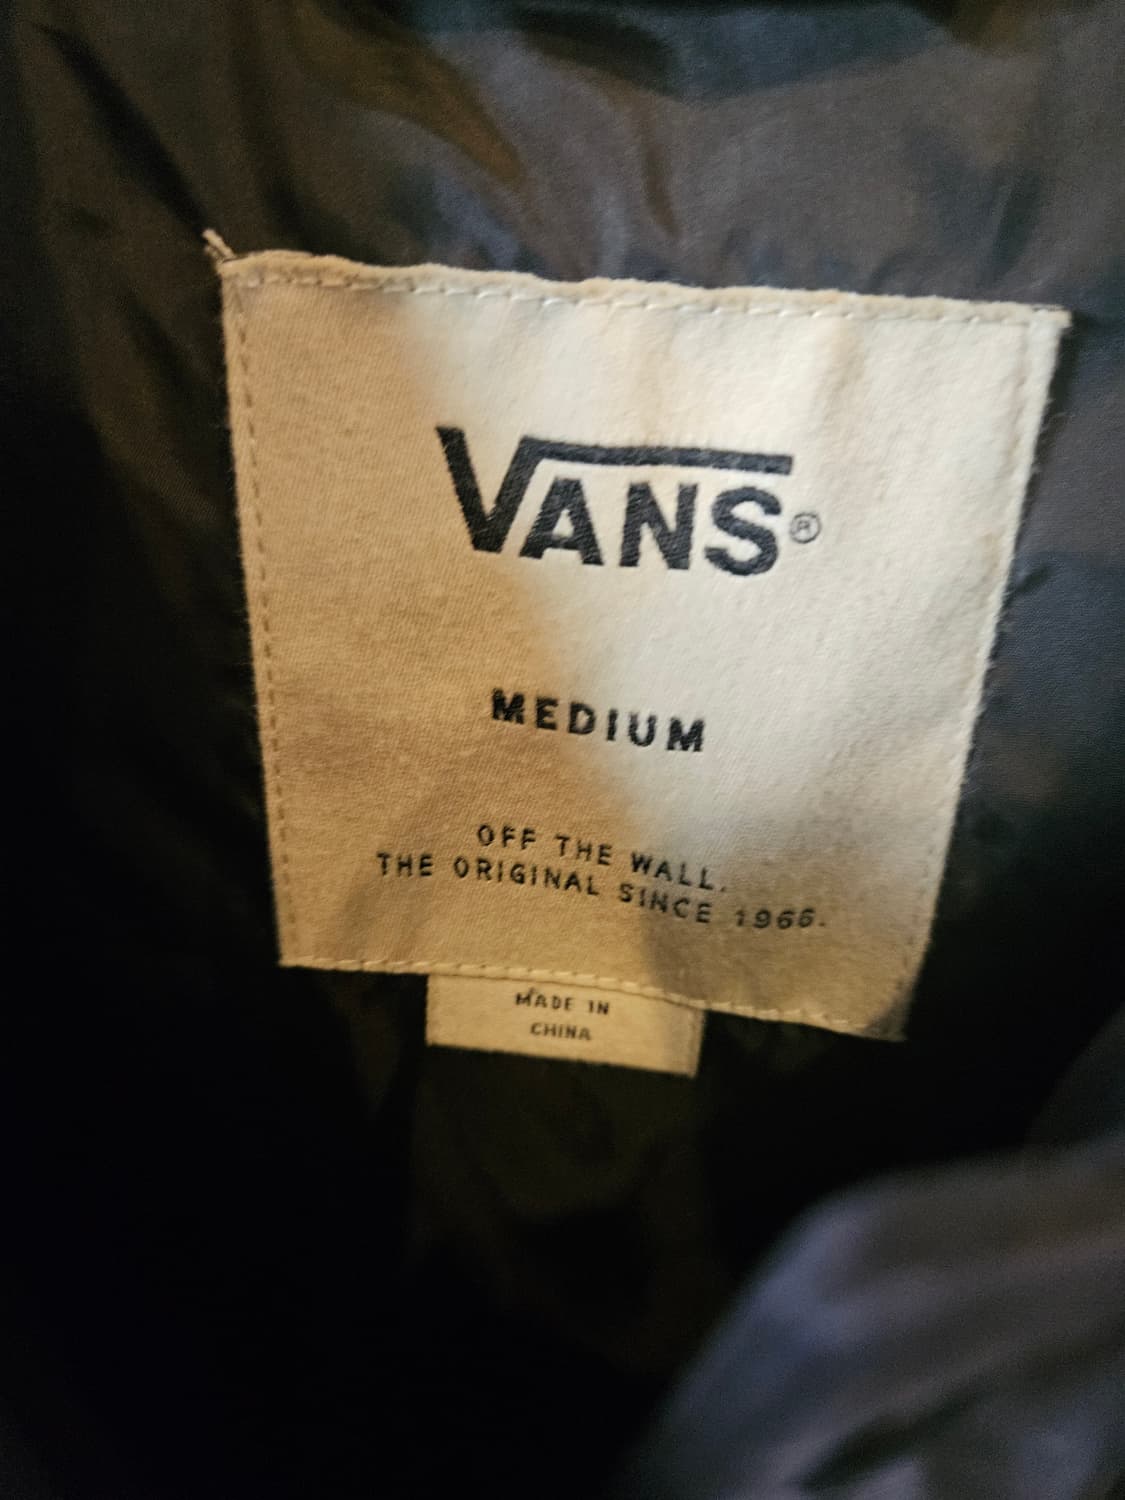 VANS®
MEDIUM
OFF THE WALL.
THE ORIGINAL SINCE 1966.
MADE IN
CHINA